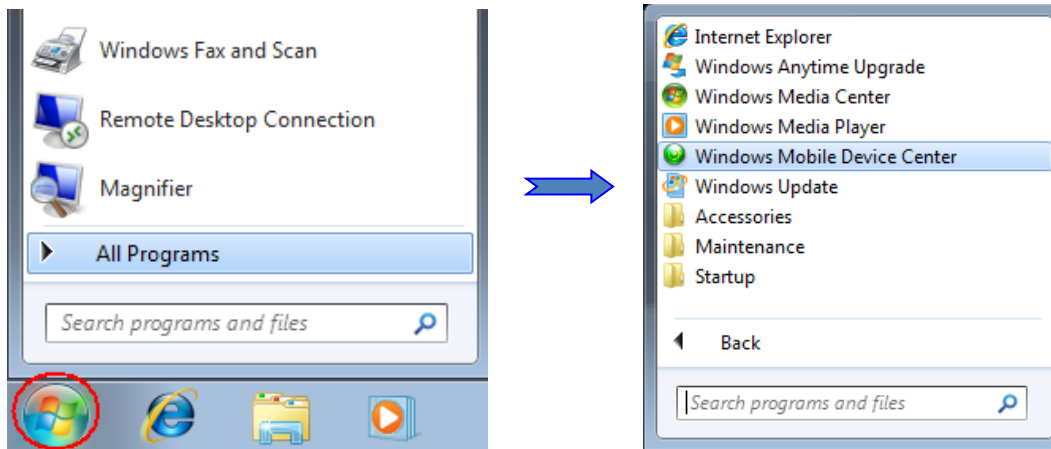 Windows Fax and Scan
Remote Desktop Connection
Magnifier
All Programs
Search programs and files
Internet Explorer
Windows Anytime Upgrade
Windows Media Center
Windows Media Player
Windows Mobile Device Center
Windows Update
Accessories
Maintenance
Startup
Back
Search programs and files